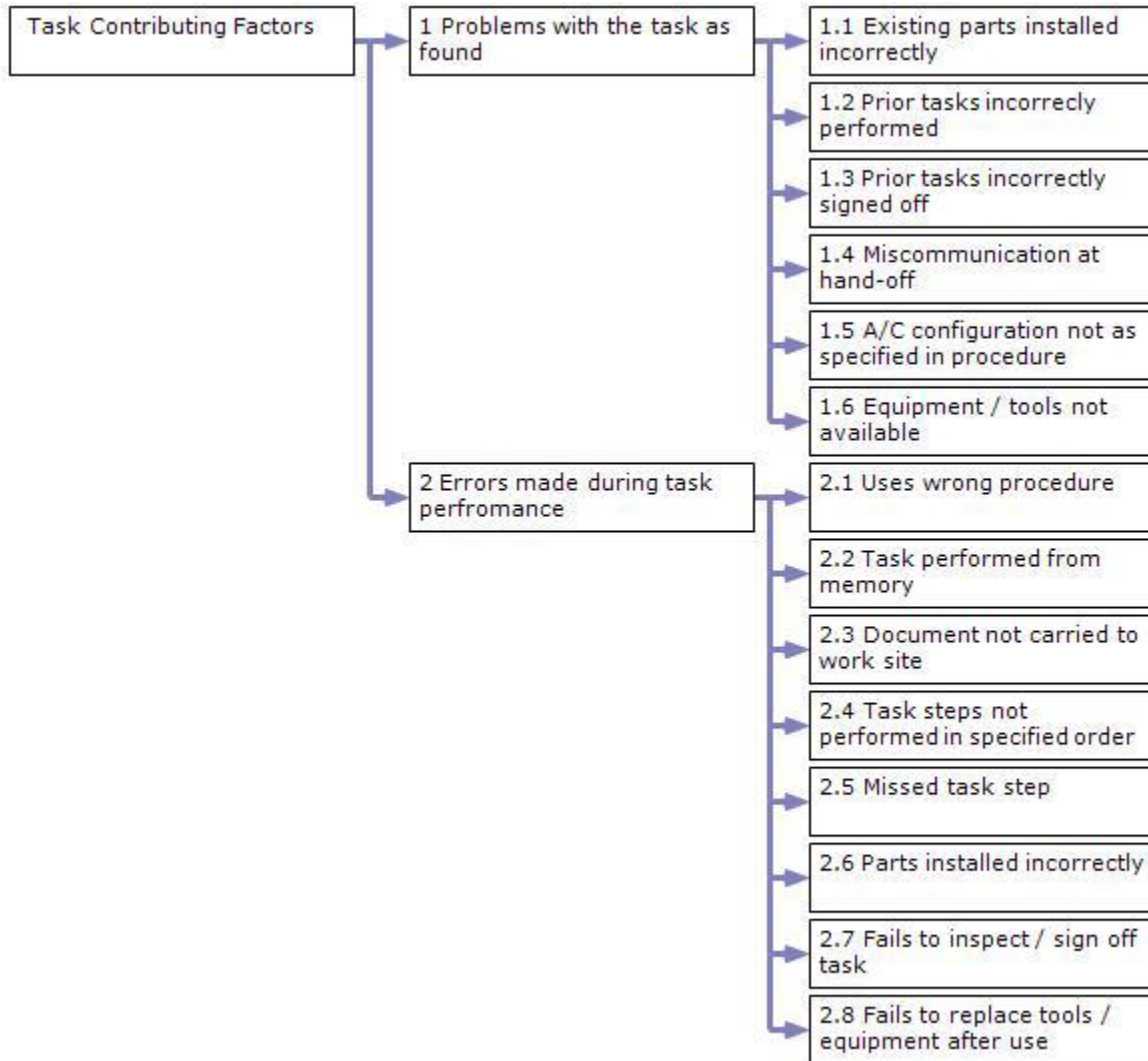 Task Contributing Factors
1 Problems with the task as
found
1.1 Existing parts installed
incorrectly
1.2 Prior tasks incorrecly
performed
1.3 Prior tasks incorrectly
signed off
1.4 Miscommunication at
hand-off
1.5 A/C configuration not as
specified in procedure
1.6 Equipment / tools not
available
2 Errors made during task
perfromance
2.1 Uses wrong procedure
2.2 Task performed from
memory
2.3 Document not carried to
work site
2.4 Task steps not
performed in specified order
2.5 Missed task step
2.6 Parts installed incorrectly
2.7 Fails to inspect / sign off
task
2.8 Fails to replace tools /
equipment after use